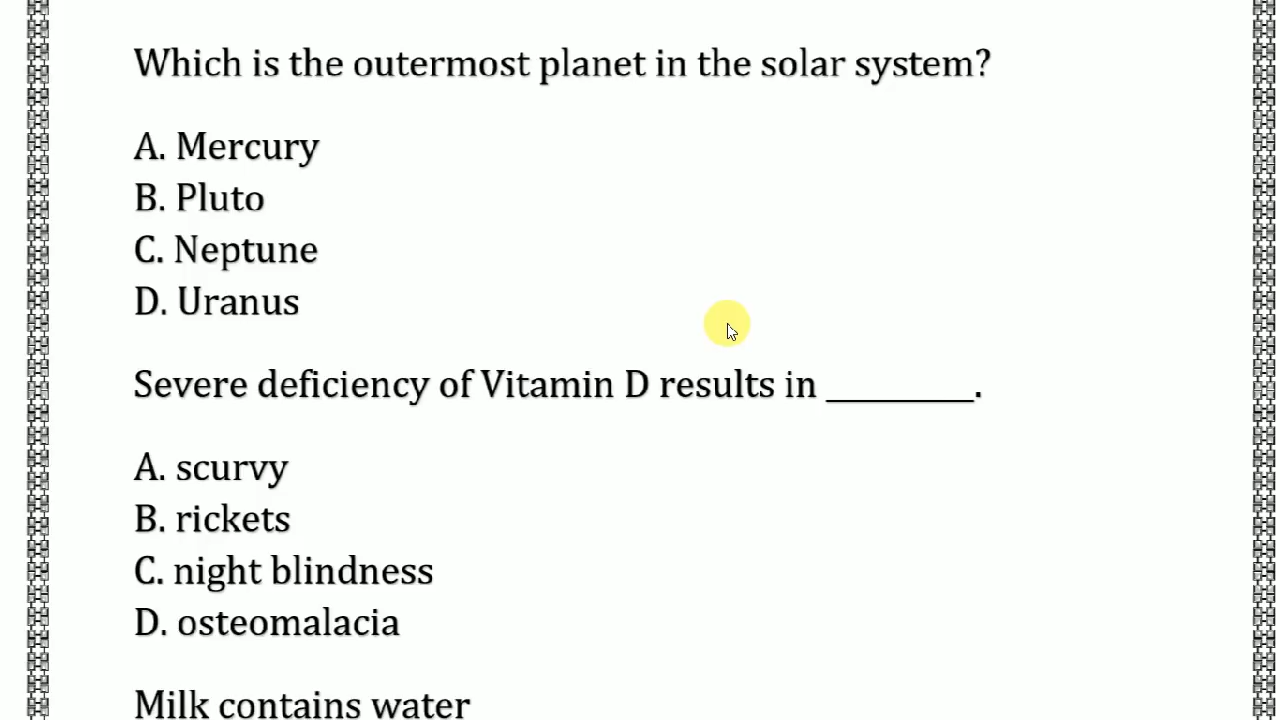 Which is the outermost planet in the solar system?
A. Mercury
B. Pluto
C. Neptune
D. Uranus
Severe deficiency of Vitamin D results in __________.
A. scurvy
B. rickets
C. night blindness
D. osteomalacia
Milk contains water